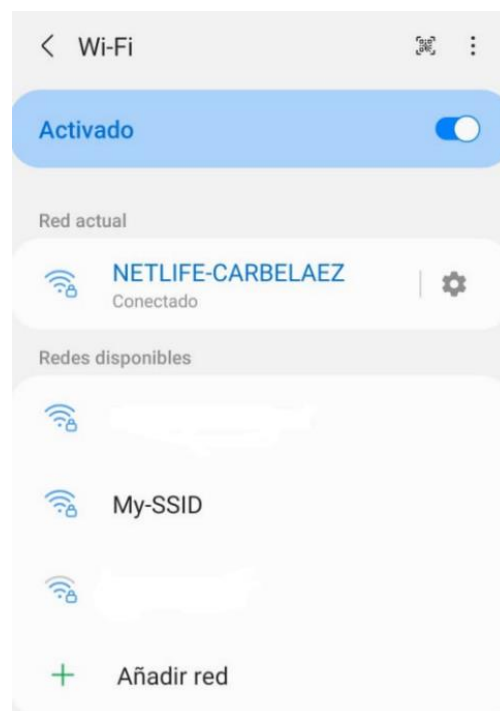 Wi-Fi
Activado
Red actual
NETLIFE-CARBELAEZ
Conectado
Redes disponibles
My-SSID
Añadir red